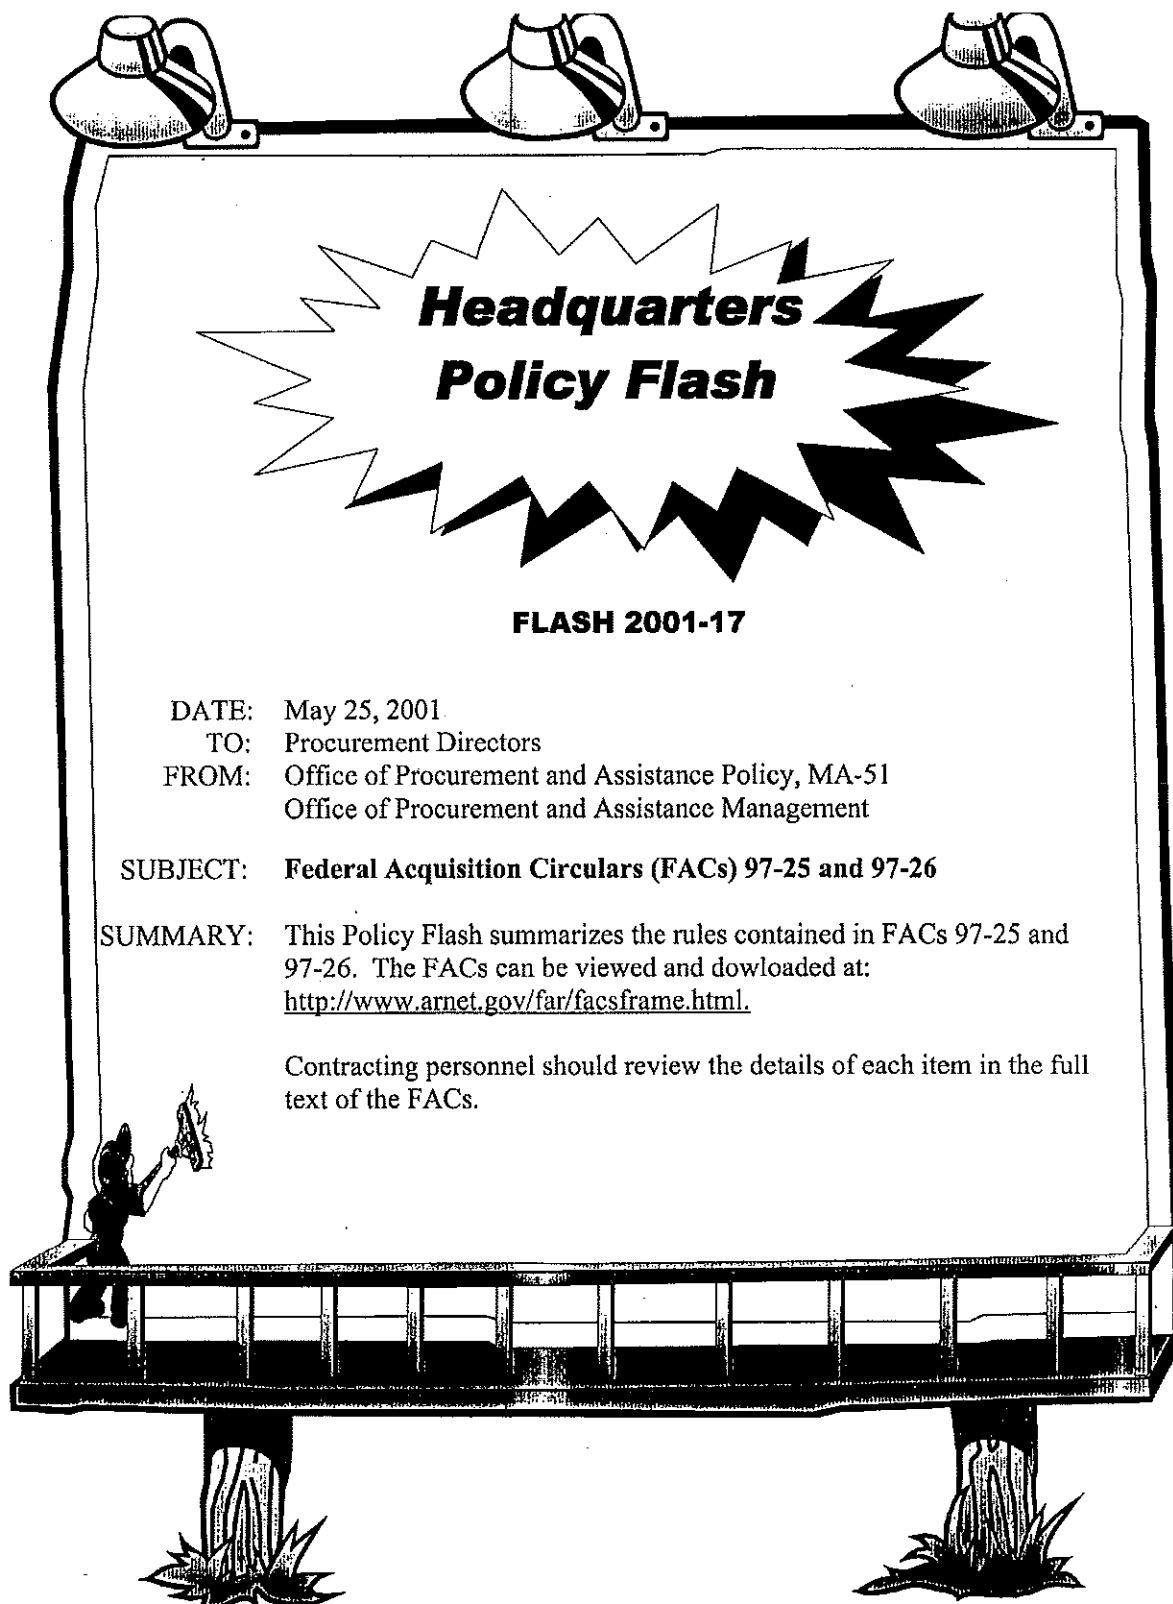 Headquarters
Policy Flash
FLASH 2001-17
DATE: May 25, 2001
TO: Procurement Directors
FROM: Office of Procurement and Assistance Policy, MA-51
Office of Procurement and Assistance Management
SUBJECT: Federal Acquisition Circulars (FACs) 97-25 and 97-26
SUMMARY: This Policy Flash summarizes the rules contained in FACs 97-25 and
97-26. The FACs can be viewed and dowloaded at:
http://www.arnet.gov/far/facsframe.html.
Contracting personnel should review the details of each item in the full
text of the FACs.